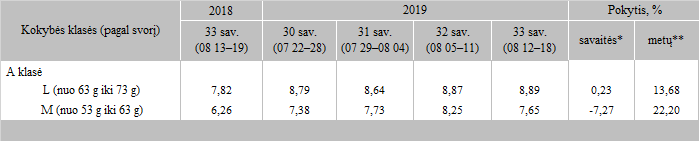 Kokybės klasės (pagal svorį) 2018 2019 Pokytis, %
33 sav. (08 13–19) 30 sav. (07 22–28) 31 sav. (07 29–08 04) 32 sav. (08 05–11) 33 sav. (08 12–18) savaitės* metų**
A klasė
L (nuo 63 g iki 73 g) 7,82 8,79 8,64 8,87 8,89 0,23 13,68
M (nuo 53 g iki 63 g) 6,26 7,38 7,73 8,25 7,65 -7,27 22,20